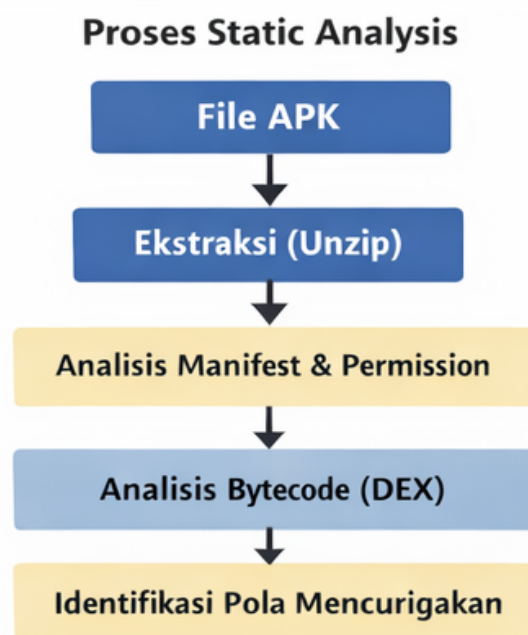 Proses Static Analysis
File APK
Ekstraksi (Unzip)
Analisis Manifest & Permission
Analisis Bytecode (DEX)
Identifikasi Pola Mencurigakan